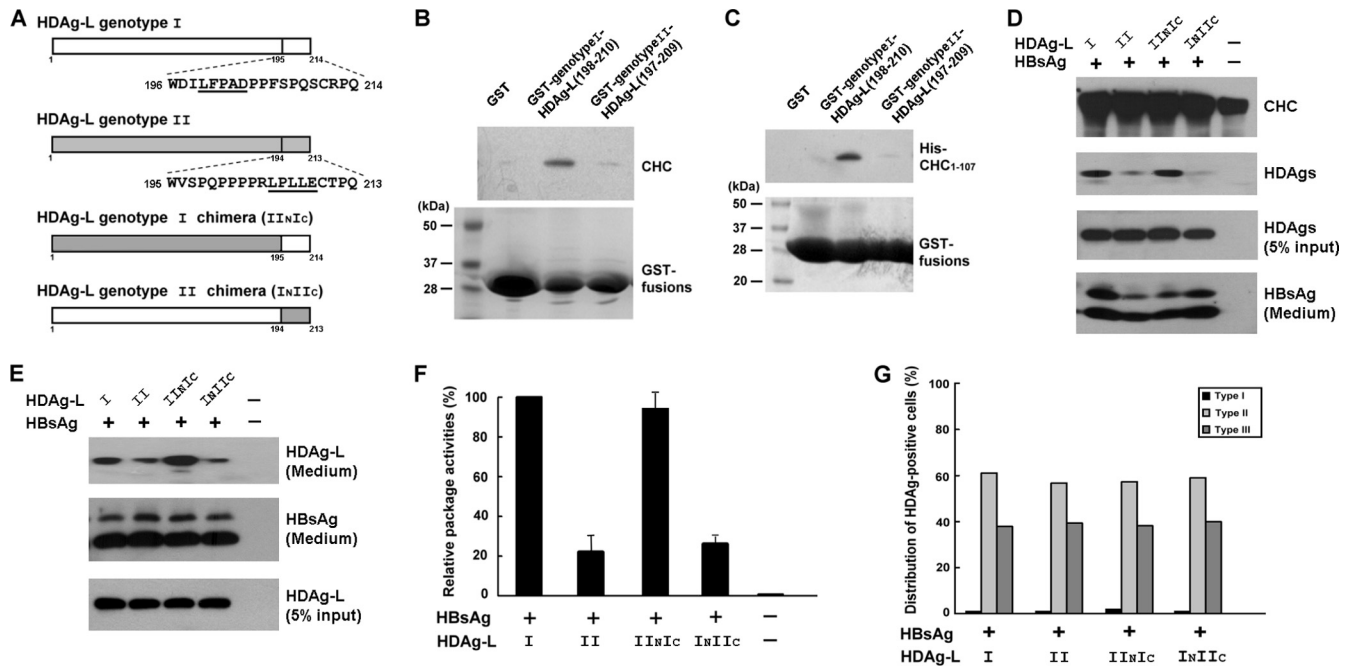 A
HDAg-L genotype I
1
195
214
196 WDILFPADPPFSPQSCRPQ 214
HDAg-L genotype II
1
194
213
195 WVSPQPPPPRLPLLECTPQ 213
HDAg-L genotype I chimera (IINIC)
1
195
214
HDAg-L genotype II chimera (INIIC)
1
194
213
B
GST
GST-genotypeI-
HDAg-L(198-210)
GST-genotypeII-
HDAg-L(197-209)
CHC
(kDa)
50
37
28
GST-
fusions
C
GST
GST-genotypeI-
HDAg-L(198-210)
GST-genotypeII-
HDAg-L(197-209)
His-
CHC1-107
(kDa)
50
37
28
20
GST-
fusions
D
HDAg-L I II IINIC INIIC −
HBsAg + + + + −
CHC
HDAgs
HDAgs
(5% input)
HBsAg
(Medium)
E
HDAg-L I II IINIC INIIC −
HBsAg + + + + −
HDAg-L
(Medium)
HBsAg
(Medium)
HDAg-L
(5% input)
F
Relative package activities (%)
100
80
60
40
20
0
HBsAg + + + + −
HDAg-L I II IINIC INIIC −
G
Distribution of HDAg-positive cells (%)
100
80
60
40
20
0
Type I
Type II
Type III
HBsAg + + + +
HDAg-L I II IINIC INIIC